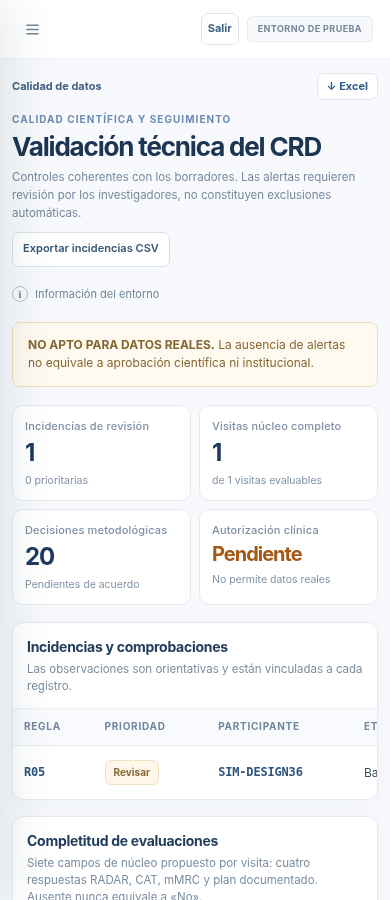 Salir
ENTORNO DE PRUEBA
Calidad de datos
↓ Excel
CALIDAD CIENTÍFICA Y SEGUIMIENTO
Validación técnica del CRD
Controles coherentes con los borradores. Las alertas requieren
revisión por los investigadores, no constituyen exclusiones
automáticas.
Exportar incidencias CSV
i Información del entorno
NO APTO PARA DATOS REALES. La ausencia de alertas
no equivale a aprobación científica ni institucional.
Incidencias de revisión
1
0 prioritarias
Visitas núcleo completo
1
de 1 visitas evaluables
Decisiones metodológicas
20
Pendientes de acuerdo
Autorización clínica
Pendiente
No permite datos reales
Incidencias y comprobaciones
Las observaciones son orientativas y están vinculadas a cada
registro.
REGLA PRIORIDAD PARTICIPANTE ET
R05 Revisar SIM-DESIGN36 Ba
Completitud de evaluaciones
Siete campos de núcleo propuesto por visita: cuatro
respuestas RADAR, CAT, mMRC y plan documentado.
Ausente nunca equivale a «No».